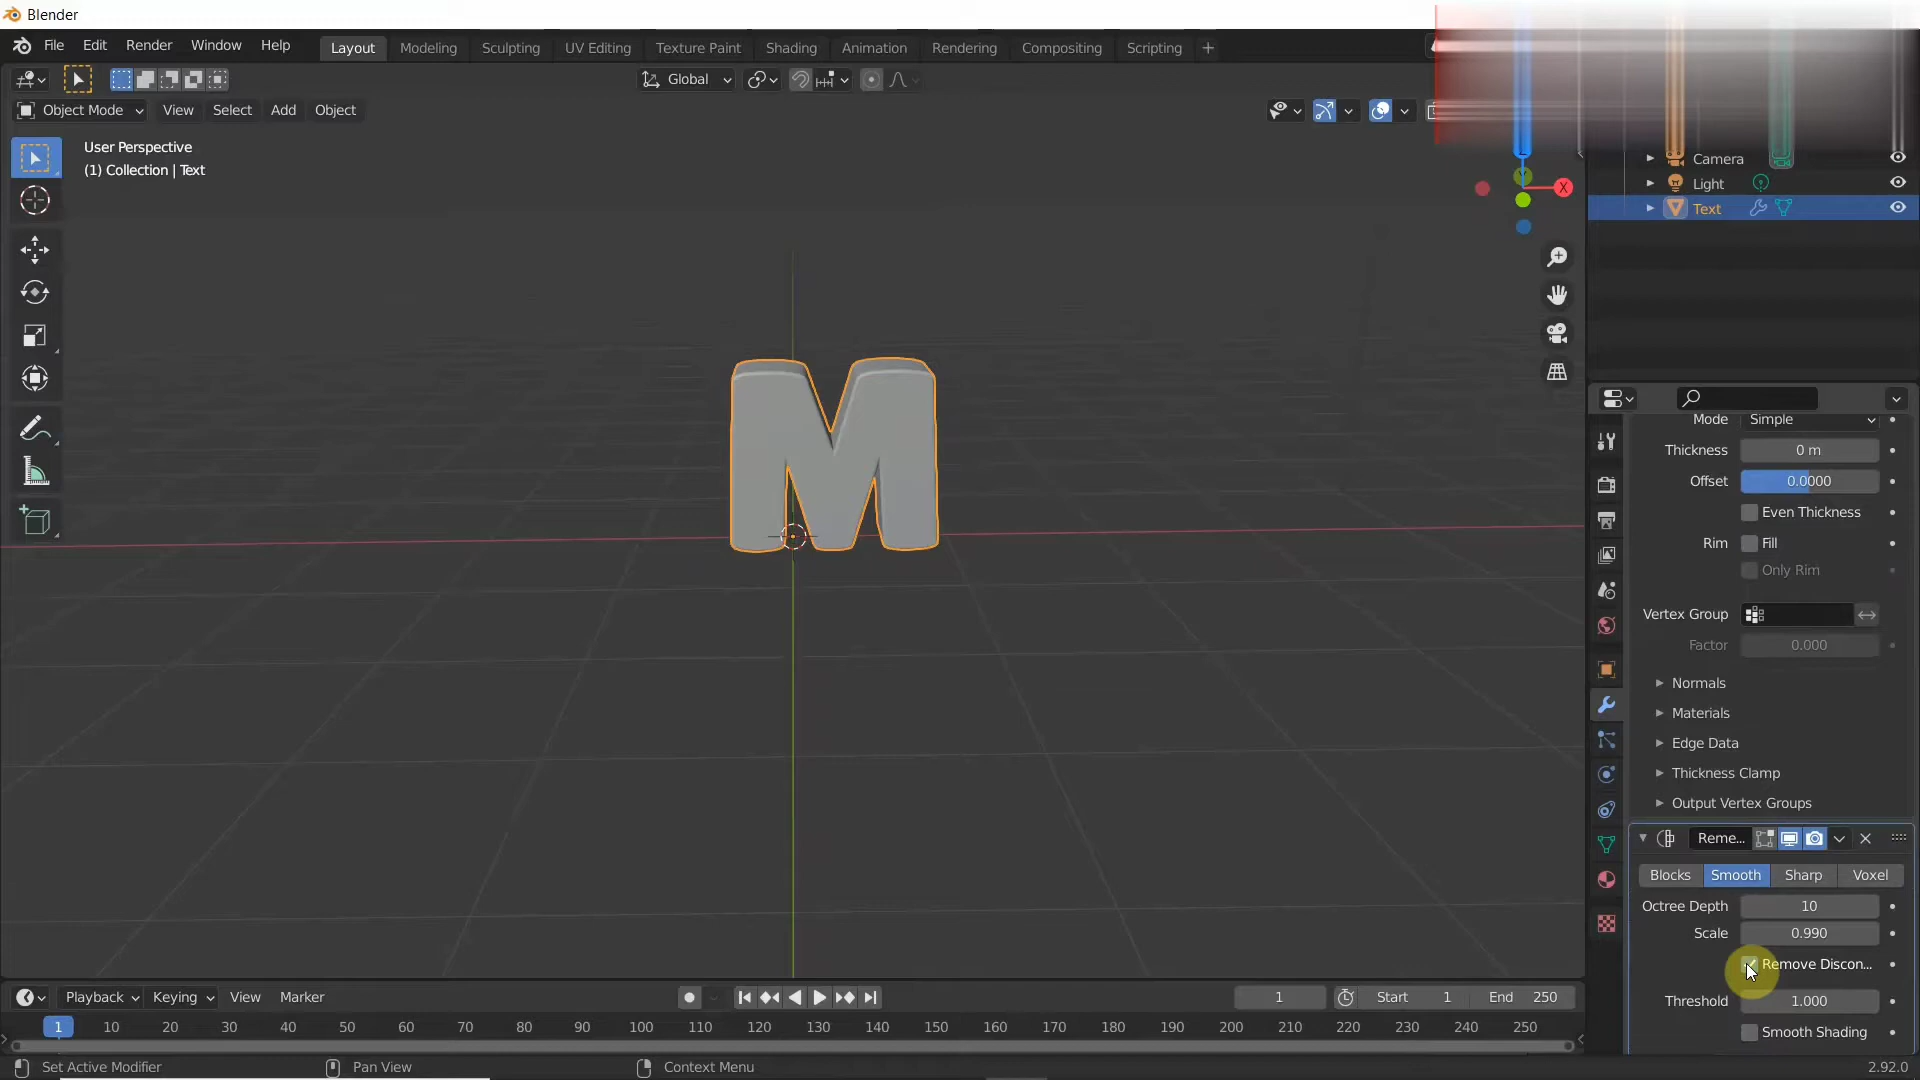 Blender
File Edit Render Window Help Layout Modeling Sculpting UV Editing Texture Paint Shading Animation Rendering Compositing Scripting +
Global
Object Mode View Select Add Object
User Perspective
(1) Collection | Text
Camera
Light
Text
X
M
Mode Simple
Thickness 0 m
Offset 0.0000
Even Thickness
Rim Fill
Only Rim
Vertex Group
Factor 0.000
Normals
Materials
Edge Data
Thickness Clamp
Output Vertex Groups
Reme...
Blocks Smooth Sharp Voxel
Octree Depth 10
Scale 0.990
Remove Discon...
Threshold 1.000
Smooth Shading
Playback Keying View Marker 1 Start 1 End 250
1 10 20 30 40 50 60 70 80 90 100 110 120 130 140 150 160 170 180 190 200 210 220 230 240 250
Set Active Modifier Pan View Context Menu 2.92.0